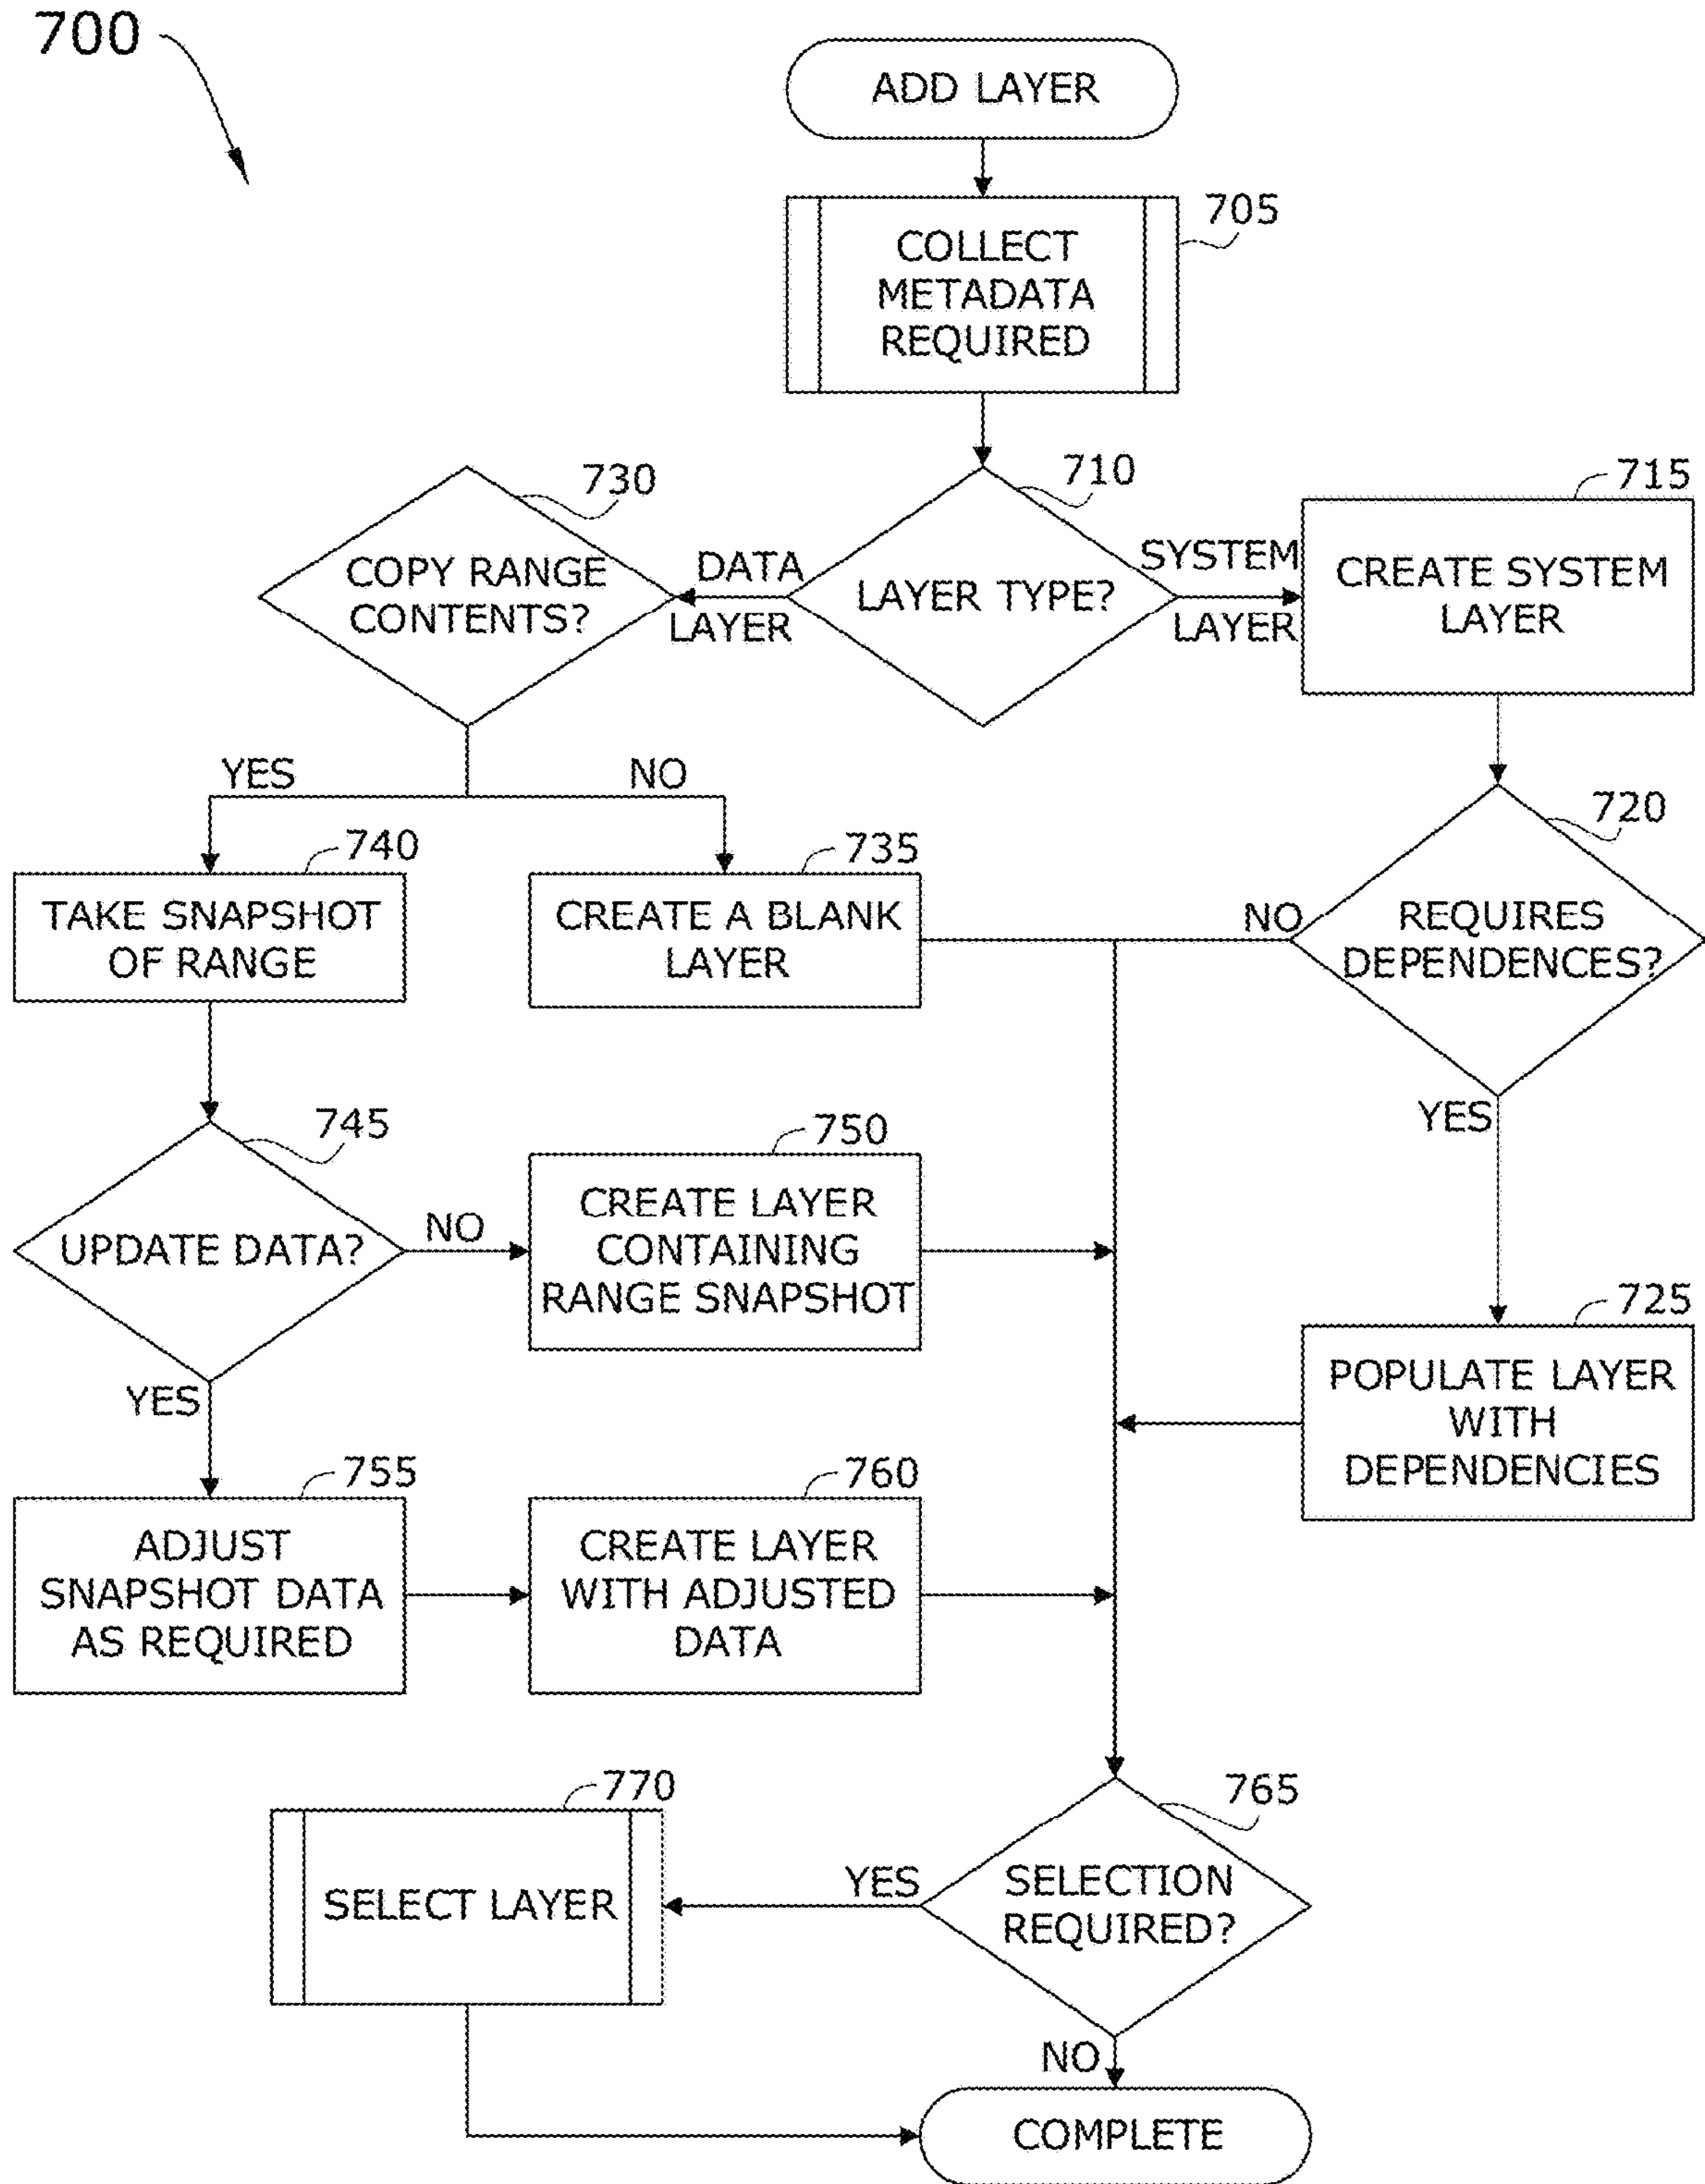 700
ADD LAYER
705
COLLECT
METADATA
REQUIRED
730
710
715
COPY RANGE
CONTENTS?
DATA
LAYER
LAYER TYPE?
SYSTEM
LAYER
CREATE SYSTEM
LAYER
YES
NO
720
740
735
TAKE SNAPSHOT
OF RANGE
CREATE A BLANK
LAYER
NO
REQUIRES
DEPENDENCES?
YES
745
750
UPDATE DATA?
NO
CREATE LAYER
CONTAINING
RANGE SNAPSHOT
725
POPULATE LAYER
WITH
DEPENDENCIES
YES
755
760
ADJUST
SNAPSHOT DATA
AS REQUIRED
CREATE LAYER
WITH ADJUSTED
DATA
770
765
SELECT LAYER
YES
SELECTION
REQUIRED?
NO
COMPLETE